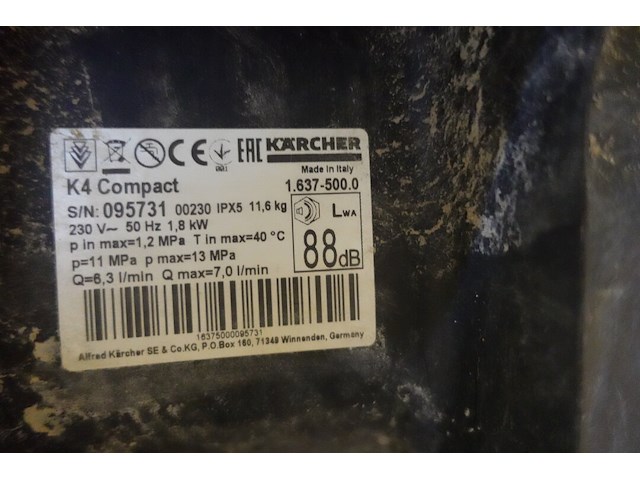 CE EAC KÄRCHER
Made in Italy
K4 Compact 1.637-500.0
S/N: 095731 00230 IPX5 11,6 kg
230 V~ 50 Hz 1,8 kW
p in max=1,2 MPa T in max=40 °C
p=11 MPa p max=13 MPa
Q=6,3 l/min Q max=7,0 l/min
LWA
88dB
16375000095731
Alfred Kärcher SE & Co.KG, P.O.Box 160, 71349 Winnenden, Germany